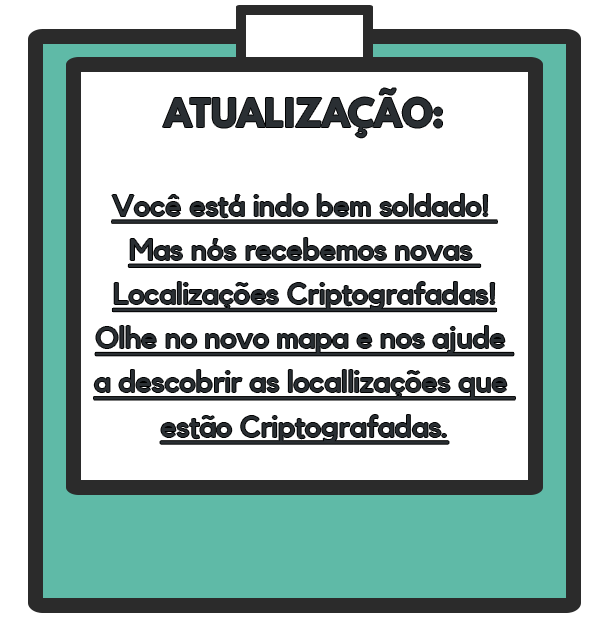 ATUALIZAÇÃO:
Você está indo bem soldado!
Mas nós recebemos novas
Localizações Criptografadas!
Olhe no novo mapa e nos ajude
a descobrir as locallizações que
estão Criptografadas.